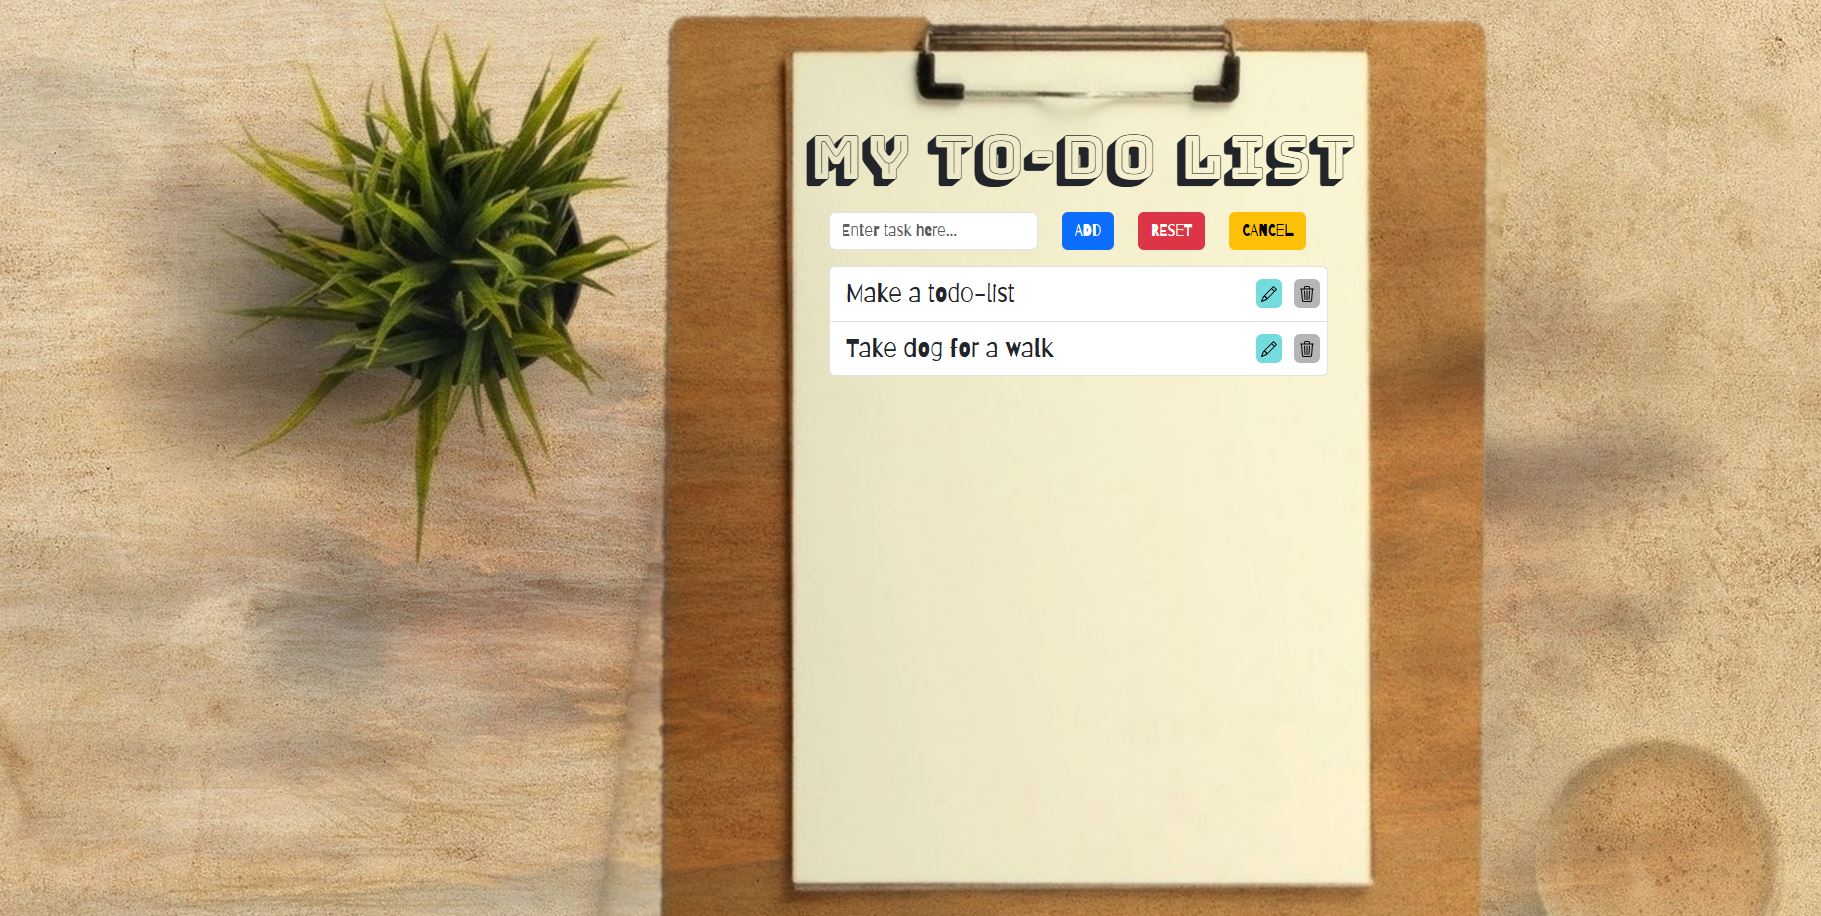 MY TO-DO LIST
Enter task here... ADD RESET CANCEL
Make a todo-list
Take dog for a walk